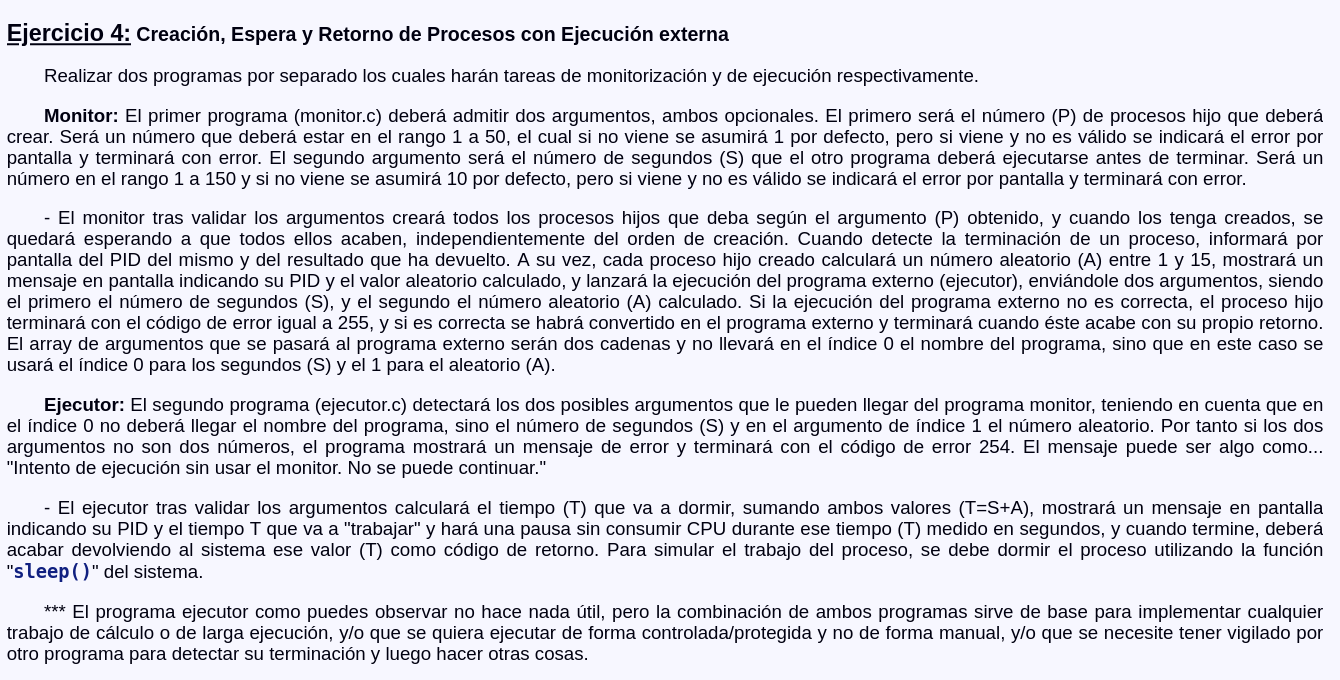 Ejercicio 4: Creación, Espera y Retorno de Procesos con Ejecución externa
Realizar dos programas por separado los cuales harán tareas de monitorización y de ejecución respectivamente.
Monitor: El primer programa (monitor.c) deberá admitir dos argumentos, ambos opcionales. El primero será el número (P) de procesos hijo que deberá
crear. Será un número que deberá estar en el rango 1 a 50, el cual si no viene se asumirá 1 por defecto, pero si viene y no es válido se indicará el error por
pantalla y terminará con error. El segundo argumento será el número de segundos (S) que el otro programa deberá ejecutarse antes de terminar. Será un
número en el rango 1 a 150 y si no viene se asumirá 10 por defecto, pero si viene y no es válido se indicará el error por pantalla y terminará con error.
- El monitor tras validar los argumentos creará todos los procesos hijos que deba según el argumento (P) obtenido, y cuando los tenga creados, se
quedará esperando a que todos ellos acaben, independientemente del orden de creación. Cuando detecte la terminación de un proceso, informará por
pantalla del PID del mismo y del resultado que ha devuelto. A su vez, cada proceso hijo creado calculará un número aleatorio (A) entre 1 y 15, mostrará un
mensaje en pantalla indicando su PID y el valor aleatorio calculado, y lanzará la ejecución del programa externo (ejecutor), enviándole dos argumentos, siendo
el primero el número de segundos (S), y el segundo el número aleatorio (A) calculado. Si la ejecución del programa externo no es correcta, el proceso hijo
terminará con el código de error igual a 255, y si es correcta se habrá convertido en el programa externo y terminará cuando éste acabe con su propio retorno.
El array de argumentos que se pasará al programa externo serán dos cadenas y no llevará en el índice 0 el nombre del programa, sino que en este caso se
usará el índice 0 para los segundos (S) y el 1 para el aleatorio (A).
Ejecutor: El segundo programa (ejecutor.c) detectará los dos posibles argumentos que le pueden llegar del programa monitor, teniendo en cuenta que en
el índice 0 no deberá llegar el nombre del programa, sino el número de segundos (S) y en el argumento de índice 1 el número aleatorio. Por tanto si los dos
argumentos no son dos números, el programa mostrará un mensaje de error y terminará con el código de error 254. El mensaje puede ser algo como...
"Intento de ejecución sin usar el monitor. No se puede continuar."
- El ejecutor tras validar los argumentos calculará el tiempo (T) que va a dormir, sumando ambos valores (T=S+A), mostrará un mensaje en pantalla
indicando su PID y el tiempo T que va a "trabajar" y hará una pausa sin consumir CPU durante ese tiempo (T) medido en segundos, y cuando termine, deberá
acabar devolviendo al sistema ese valor (T) como código de retorno. Para simular el trabajo del proceso, se debe dormir el proceso utilizando la función
"sleep()" del sistema.
*** El programa ejecutor como puedes observar no hace nada útil, pero la combinación de ambos programas sirve de base para implementar cualquier
trabajo de cálculo o de larga ejecución, y/o que se quiera ejecutar de forma controlada/protegida y no de forma manual, y/o que se necesite tener vigilado por
otro programa para detectar su terminación y luego hacer otras cosas.